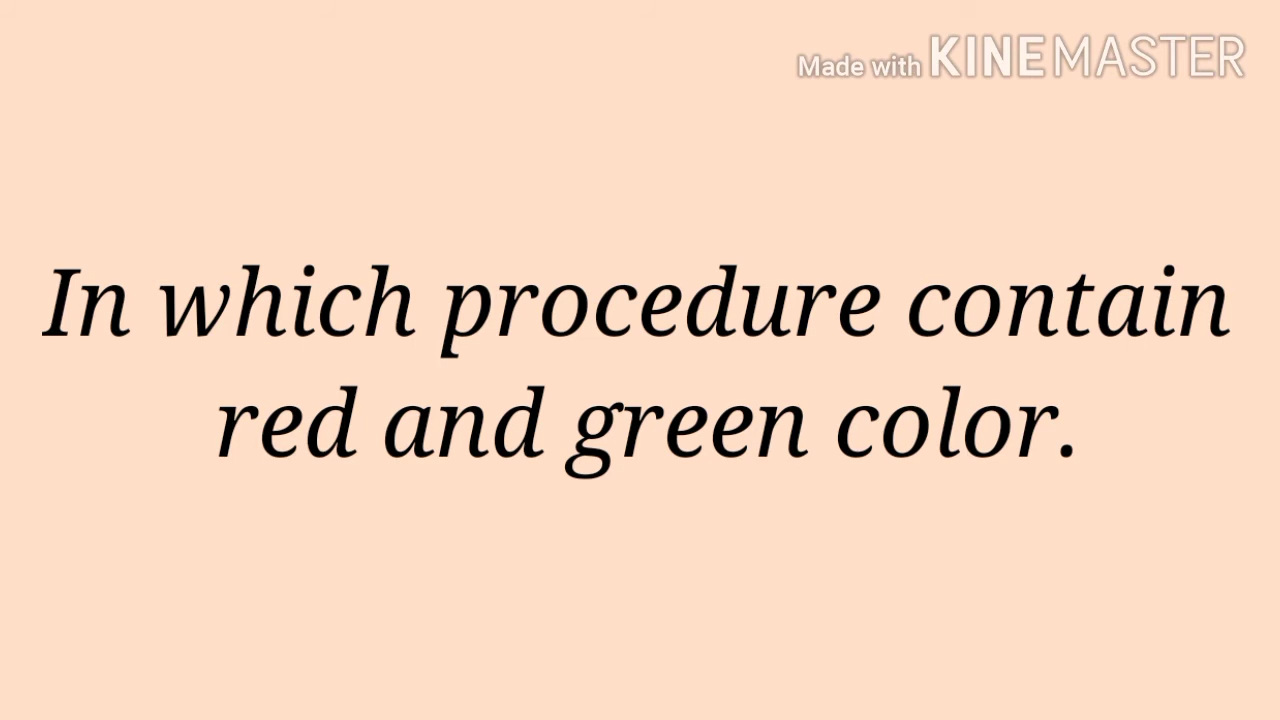 Made with KINEMASTER
In which procedure contain
red and green color.